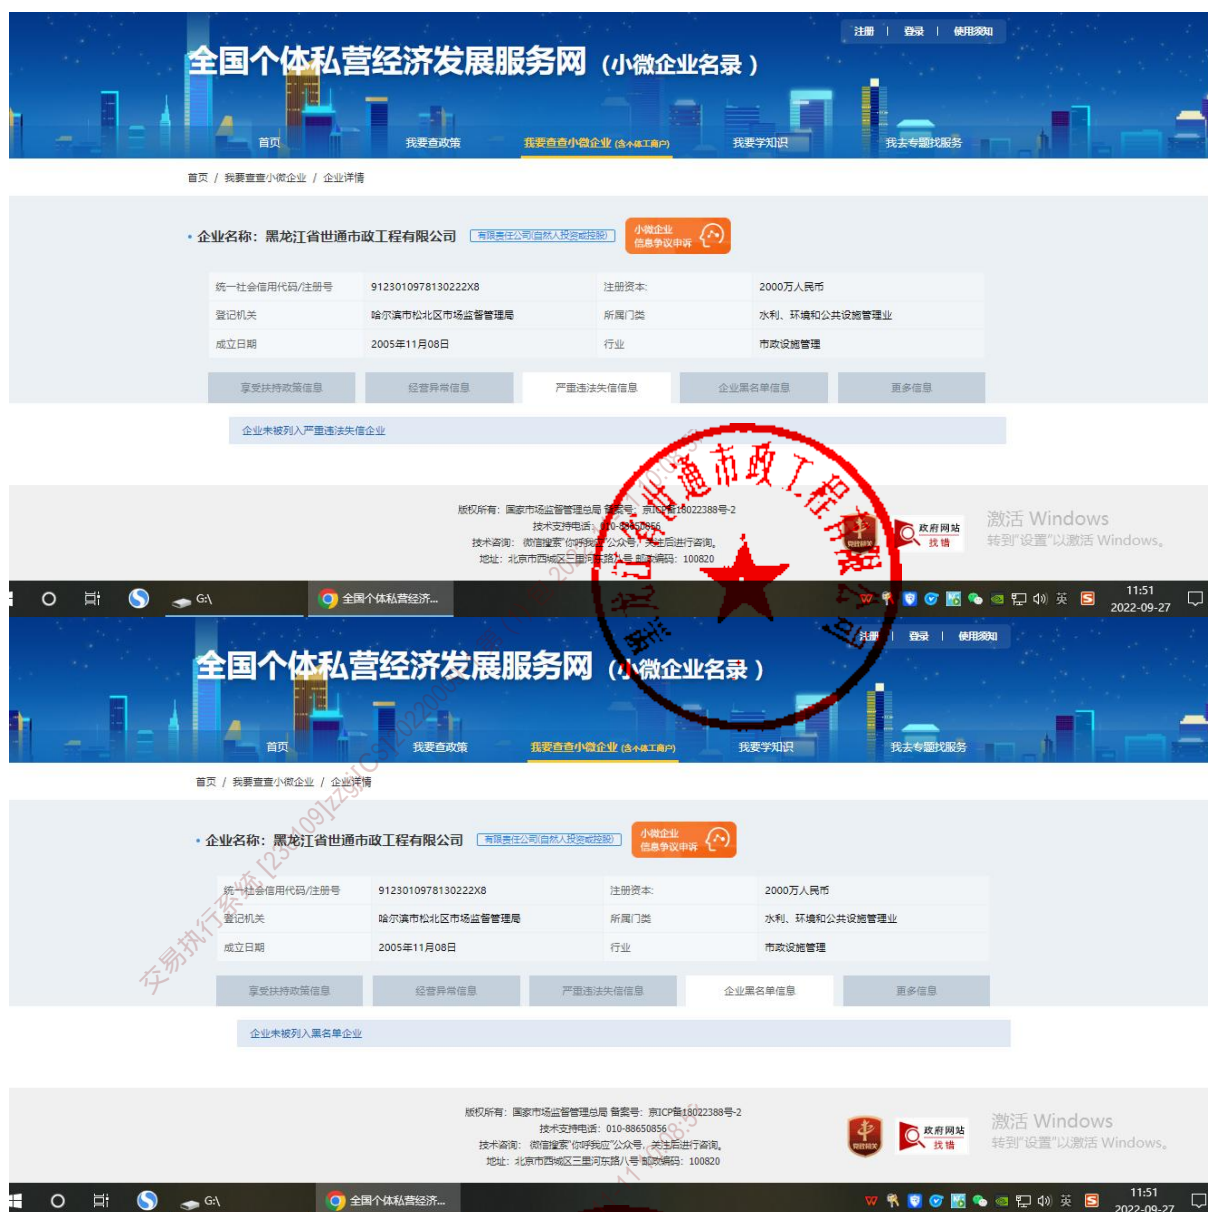 注册 | 登录 | 使用须知
全国个体私营经济发展服务网（小微企业名录）
首页 我要查政策 我要查查小微企业 (含个体工商户) 我要学知识 我去专题找服务
首页 / 我要查查小微企业 / 企业详情
• 企业名称：黑龙江省世通市政工程有限公司 有限责任公司(自然人投资或控股) 小微企业
信息争议申诉
统一社会信用代码/注册号 9123010978130222X8 注册资本: 2000万人民币
登记机关 哈尔滨市松北区市场监督管理局 所属门类 水利、环境和公共设施管理业
成立日期 2005年11月08日 行业 市政设施管理
享受扶持政策信息 经营异常信息 严重违法失信信息 企业黑名单信息 更多信息
企业未被列入严重违法失信企业
版权所有：国家市场监督管理总局 备案号：京ICP备18022388号-2
技术支持电话：010-88650856
技术咨询：微信搜索“你呼我应”公众号，关注后进行咨询。
地址：北京市西城区三里河东路八号 邮政编码：100820
党政机关
政府网站
找错
激活 Windows
转到"设置"以激活 Windows。
黑龙江省世通市政工程有限公司
G:\ 全国个体私营经济... 英 11:51
2022-09-27
注册 | 登录 | 使用须知
全国个体私营经济发展服务网（小微企业名录）
首页 我要查政策 我要查查小微企业 (含个体工商户) 我要学知识 我去专题找服务
首页 / 我要查查小微企业 / 企业详情
• 企业名称：黑龙江省世通市政工程有限公司 有限责任公司(自然人投资或控股) 小微企业
信息争议申诉
统一社会信用代码/注册号 9123010978130222X8 注册资本: 2000万人民币
登记机关 哈尔滨市松北区市场监督管理局 所属门类 水利、环境和公共设施管理业
成立日期 2005年11月08日 行业 市政设施管理
享受扶持政策信息 经营异常信息 严重违法失信信息 企业黑名单信息 更多信息
企业未被列入黑名单企业
版权所有：国家市场监督管理总局 备案号：京ICP备18022388号-2
技术支持电话：010-88650856
技术咨询：微信搜索“你呼我应”公众号，关注后进行咨询。
地址：北京市西城区三里河东路八号 邮政编码：100820
党政机关
政府网站
找错
激活 Windows
转到"设置"以激活 Windows。
G:\ 全国个体私营经济... 英 11:51
2022-09-27
交易执行系统 [230109]